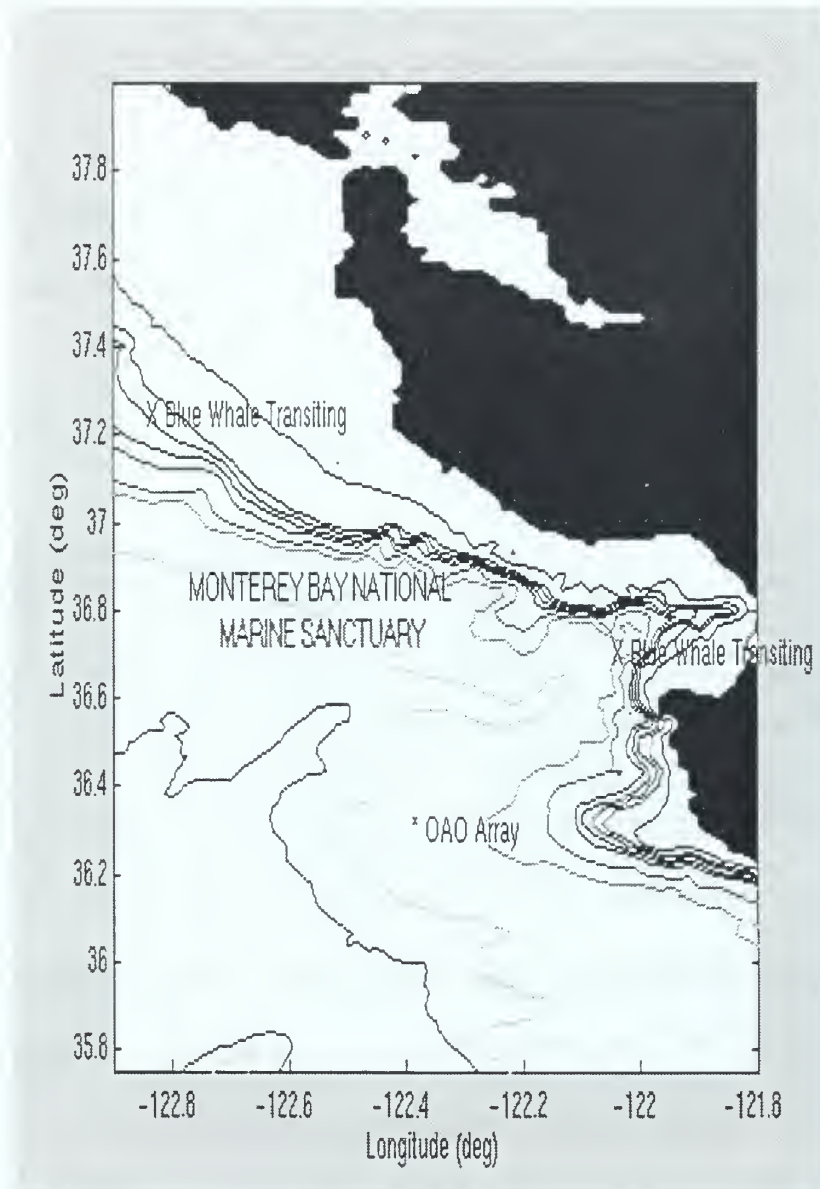 37.8
37.6
37.4
X Blue Whale Transiting
37.2
37
MONTEREY BAY NATIONAL
36.8
MARINE SANCTUARY
X Blue Whale Transiting
36.6
36.4
x OAO Array
36.2
36
35.8
Latitude (deg)
-122.8 -122.6 -122.4 -122.2 -122 -121.8
Longitude (deg)